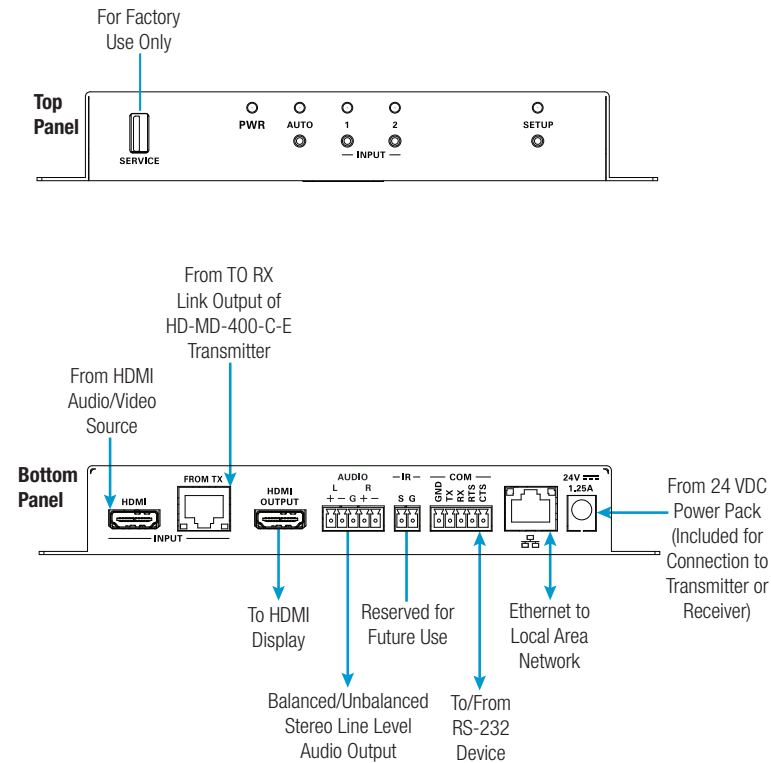 For Factory
Use Only
Top
Panel
PWR
AUTO
1
2
SETUP
INPUT
SERVICE
From TO RX
Link Output of
HD-MD-400-C-E
Transmitter
From HDMI
Audio/Video
Source
Bottom
Panel
HDMI
FROM TX
INPUT
HDMI
OUTPUT
AUDIO
L R
+ − G + −
IR
S G
COM
GND
TX
RX
RTS
CTS
24V
1.25A
From 24 VDC
Power Pack
(Included for
Connection to
Transmitter or
Receiver)
To HDMI
Display
Reserved for
Future Use
Ethernet to
Local Area
Network
Balanced/Unbalanced
Stereo Line Level
Audio Output
To/From
RS-232
Device